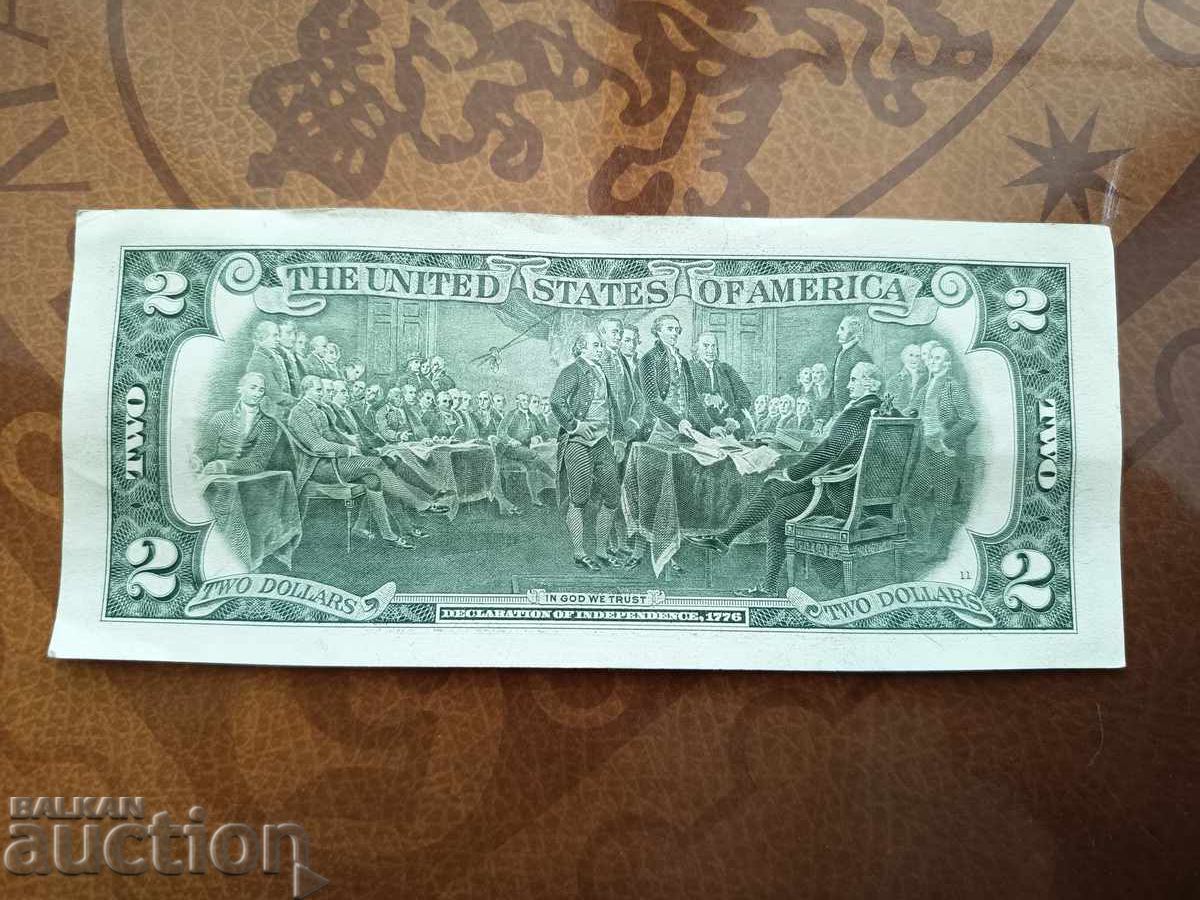 2 THE UNITED STATES OF AMERICA 2
TWO TWO
2 2
TWO DOLLARS TWO DOLLARS
11
IN GOD WE TRUST
DECLARATION OF INDEPENDENCE, 1776
BALKAN
auction